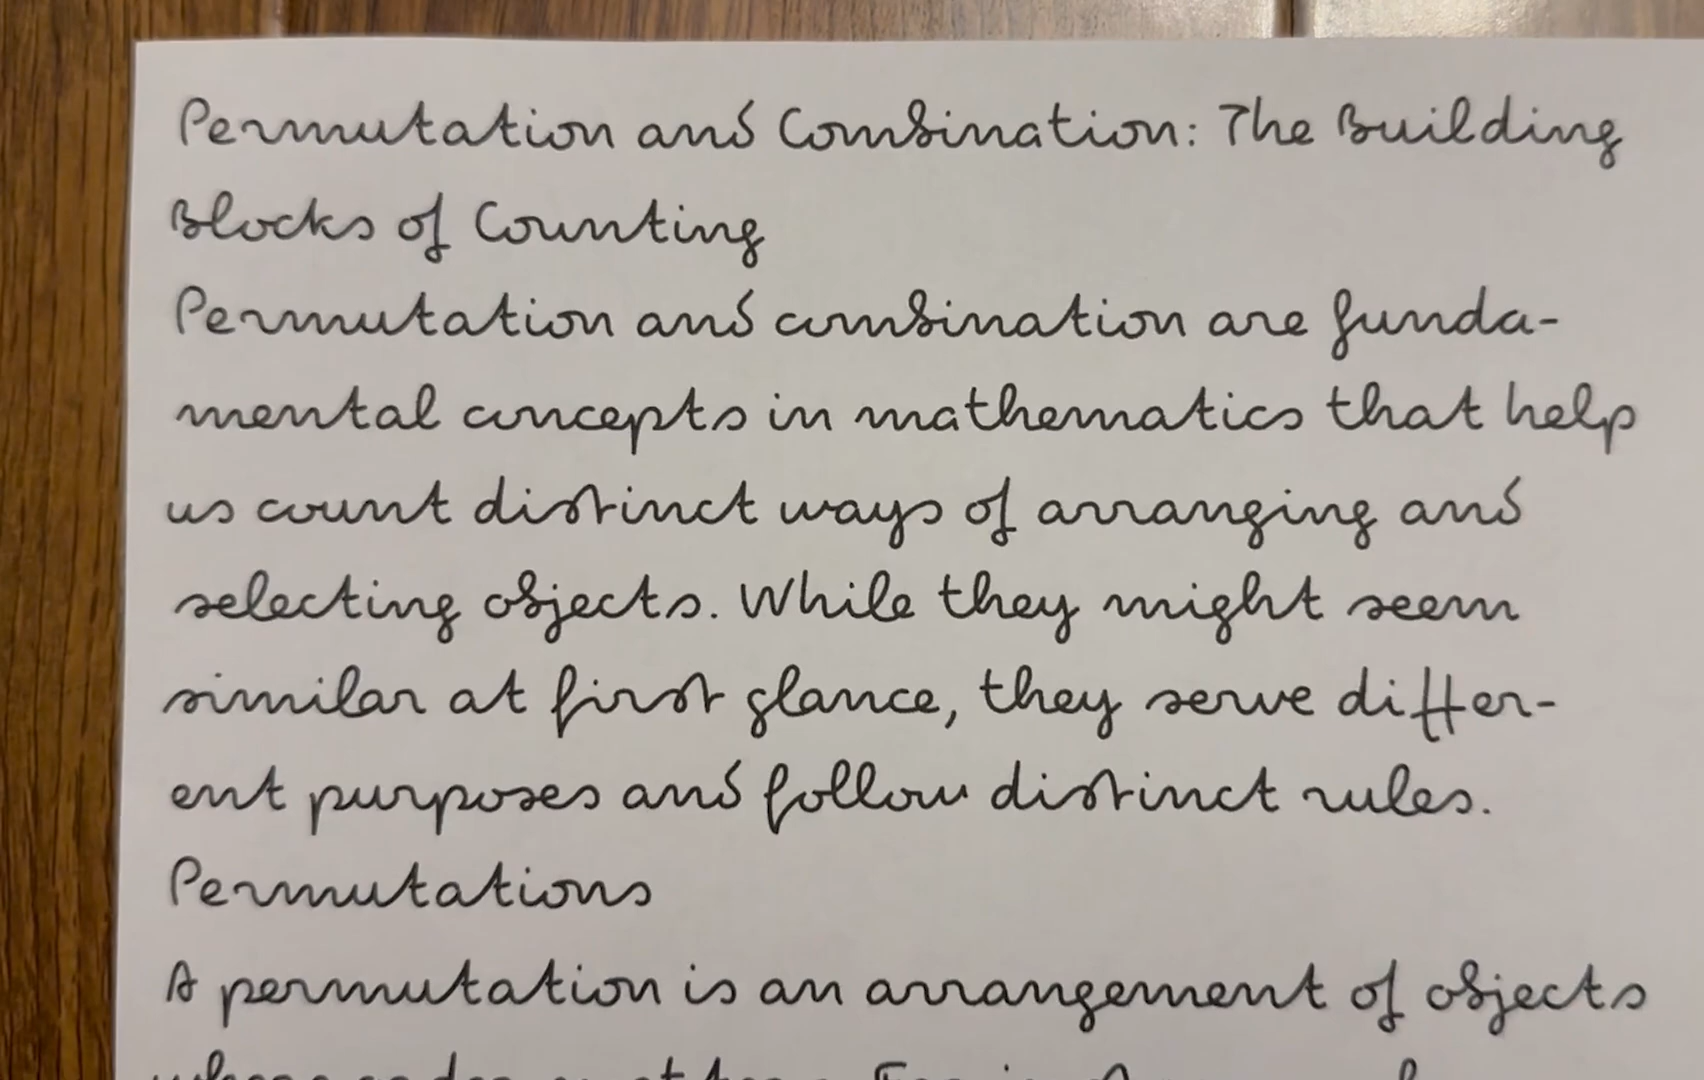 Permutation and Combination: The Building
Blocks of Counting
Permutation and combination are funda-
mental concepts in mathematics that help
us count distinct ways of arranging and
selecting objects. While they might seem
similar at first glance, they serve differ-
ent purposes and follow distinct rules.
Permutations
A permutation is an arrangement of objects